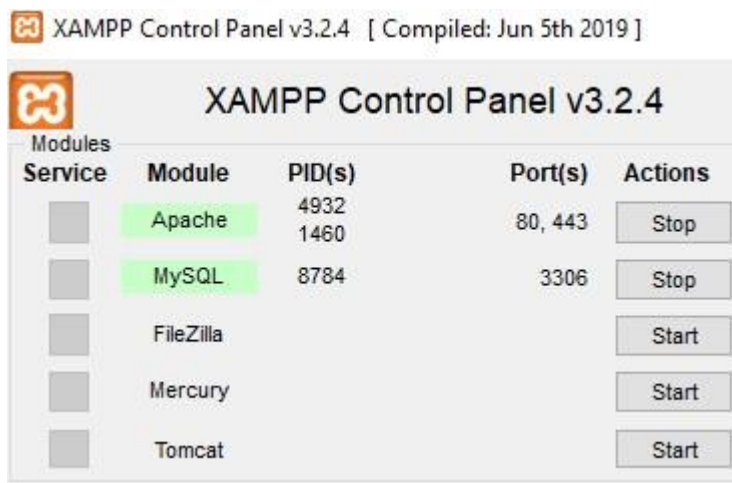 XAMPP Control Panel v3.2.4 [ Compiled: Jun 5th 2019 ]
XAMPP Control Panel v3.2.4
Modules
Service Module PID(s) Port(s) Actions
Apache 4932 1460 80, 443 Stop
MySQL 8784 3306 Stop
FileZilla Start
Mercury Start
Tomcat Start